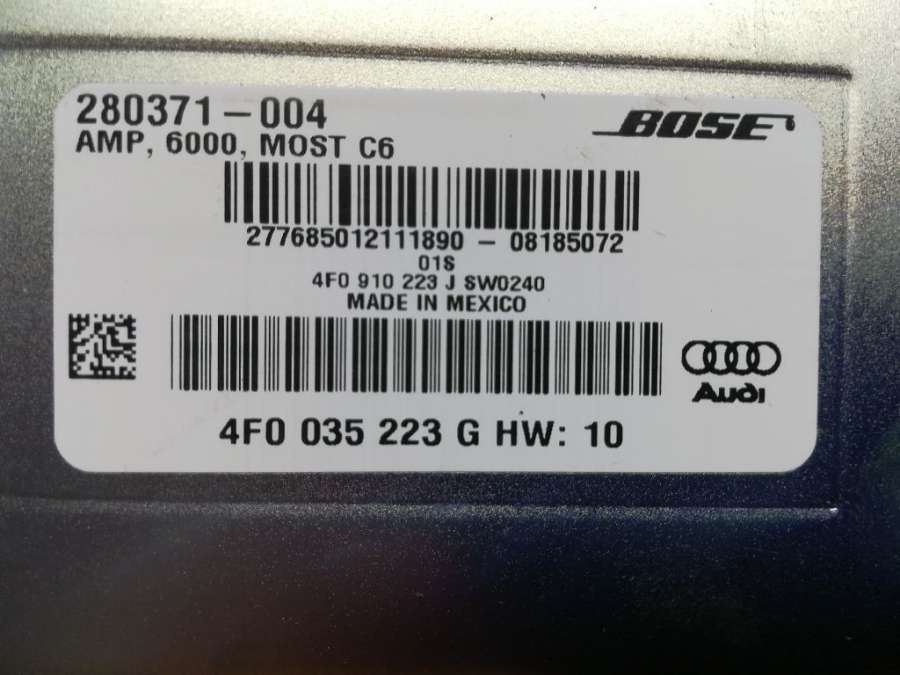 280371-004
BOSE
AMP, 6000, MOST C6
277685012111890 - 08185072
01S
4F0 910 223 J SW0240
MADE IN MEXICO
Audi
4F0 035 223 G HW: 10